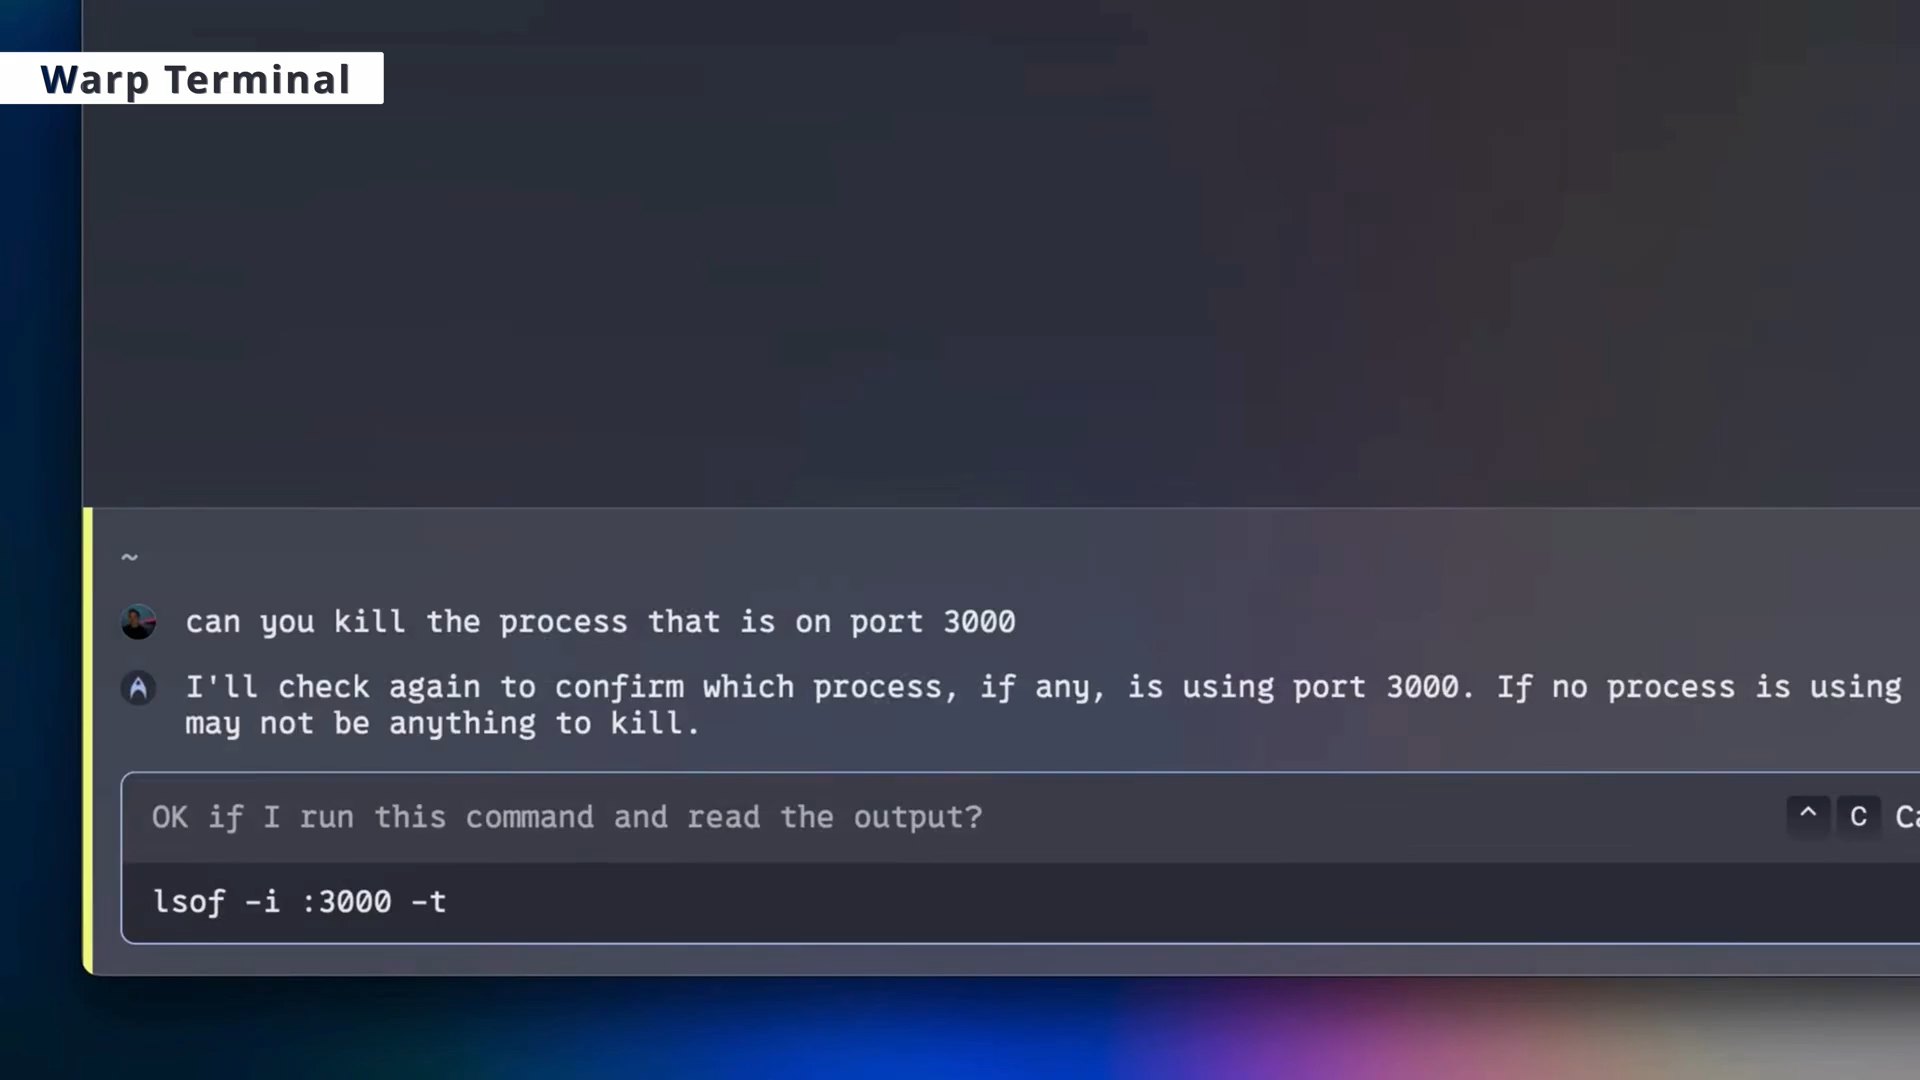 Warp Terminal
~
can you kill the process that is on port 3000
I'll check again to confirm which process, if any, is using port 3000. If no process is using
may not be anything to kill.
OK if I run this command and read the output?
^ C
lsof -i :3000 -t